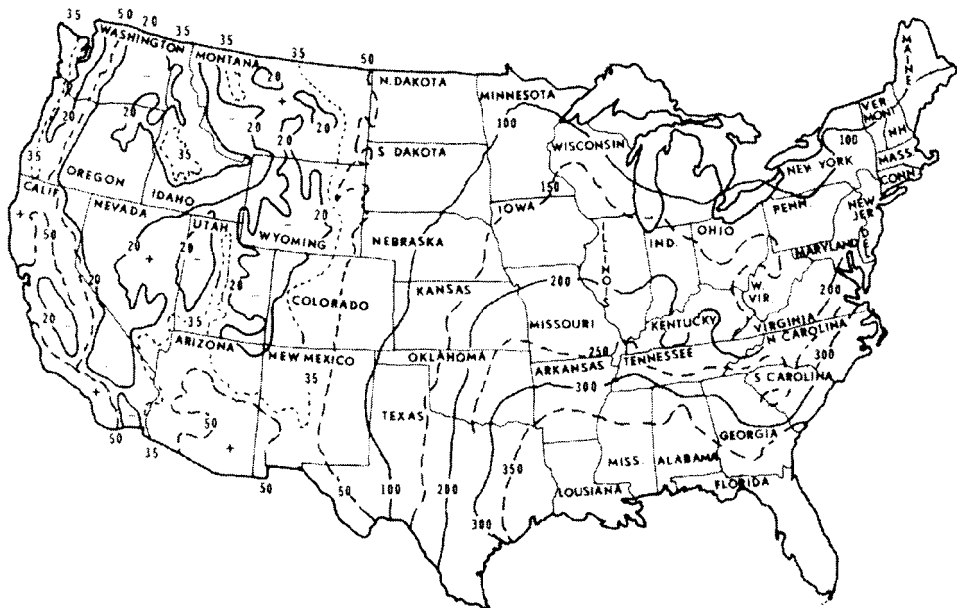 35 50 20 35 35 35 50
WASHINGTON
MONTANA
N. DAKOTA
MINNESOTA
MAINE
20 20
20 20 20
100
VER MONT
100
NH
35
S DAKOTA
WISCONSIN
NEW YORK
MASS.
CONN.
35
OREGON
IDAHO
150
CALIF
NEVADA
UTAH
20
WYOMING
IOWA
PENN.
NEW JER
50
NEBRASKA
ILLINOIS
IND.
OHIO
MARYLAND
DE.
20 20
COLORADO
KANSAS
200
W. VIR
200
20
20
MISSOURI
KENTUCKY
VIRGINIA
35
ARIZONA
NEW MEXICO
OKLAHOMA
250
ARKANSAS
TENNESSEE
N CAROLINA
300
35
300
S CAROLINA
50
TEXAS
GEORGIA
50
35
350
MISS.
ALABAMA
50 50 100 200
LOUSIANA
FLORIDA
300